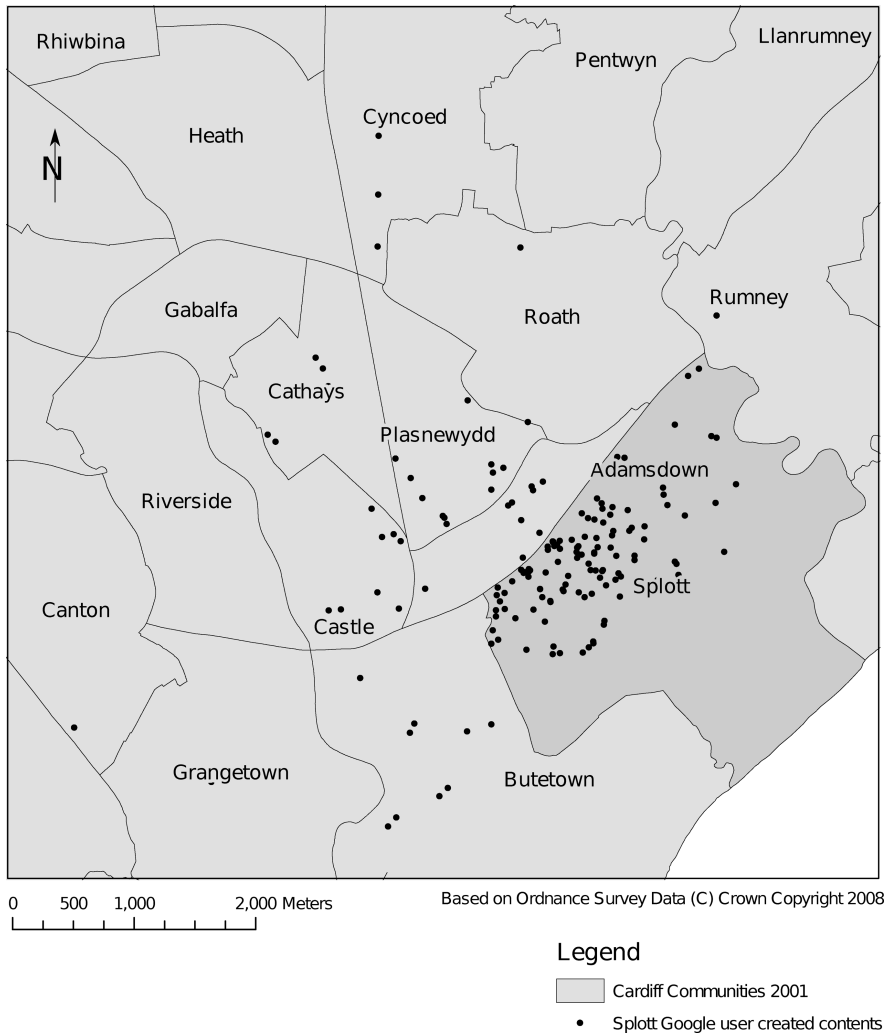 Rhiwbina
Llanrumney
Pentwyn
Cyncoed
Heath
N
Rumney
Gabalfa
Roath
Cathays
Plasnewydd
Adamsdown
Riverside
Splott
Canton
Castle
Grangetown
Butetown
0 500 1,000 2,000 Meters
Based on Ordnance Survey Data (C) Crown Copyright 2008
Legend
Cardiff Communities 2001
Splott Google user created contents